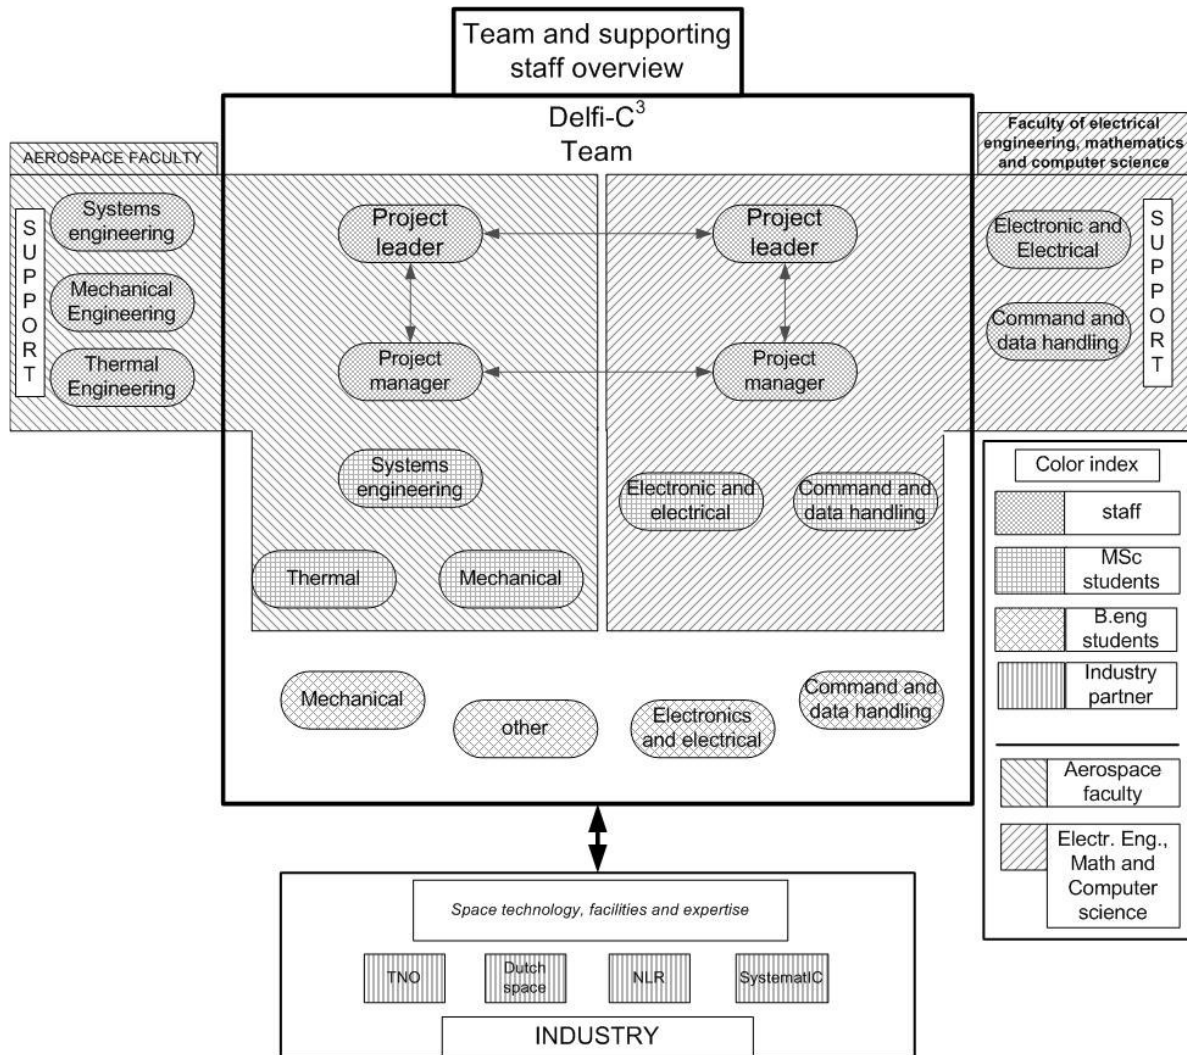 Team and supporting
staff overview
Delfi-C³
Team
AEROSPACE FACULTY
Faculty of electrical
engineering, mathematics
and computer science
SUPPORT
Systems
engineering
Mechanical
Engineering
Thermal
Engineering
Project
leader
Project
leader
Project
manager
Project
manager
Electronic and
Electrical
Command and
data handling
SUPPORT
Systems
engineering
Thermal
Mechanical
Electronic and
electrical
Command and
data handling
Mechanical
other
Electronics
and electrical
Command and
data handling
Color index
staff
MSc
students
B.eng
students
Industry
partner
Aerospace
faculty
Electr. Eng.,
Math and
Computer
science
Space technology, facilities and expertise
TNO
Dutch
space
NLR
SystematIC
INDUSTRY